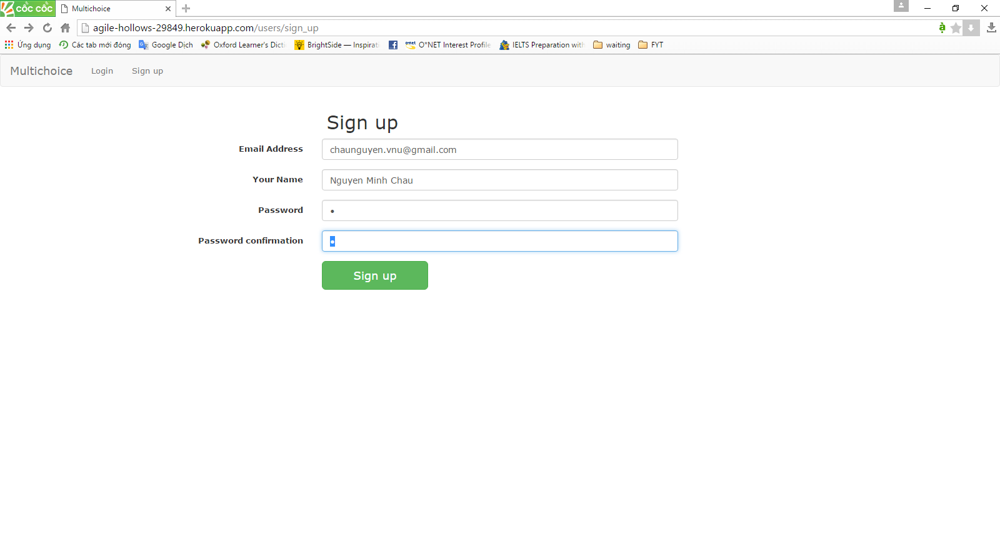 CỐC CỐC Multichoice
agile-hollows-29849.herokuapp.com/users/sign_up
Ứng dụng Các tab mới đóng Google Dịch Oxford Learner's Dicti BrightSide — Inspirati O*NET Interest Profile IELTS Preparation with waiting FYT
Multichoice Login Sign up
Sign up
Email Address chaunguyen.vnu@gmail.com
Your Name Nguyen Minh Chau
Password •
Password confirmation •
Sign up